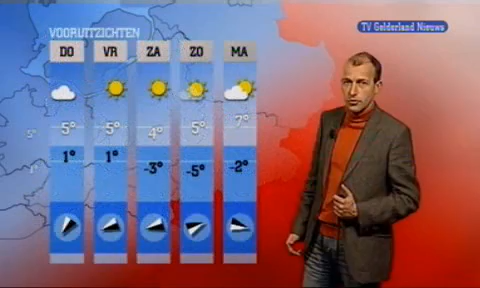 TV Gelderland Nieuws
VOORUITZICHTEN
DO VR ZA ZO MA
5° 5° 4° 5° 7°
1° 1° -3° -5° -2°